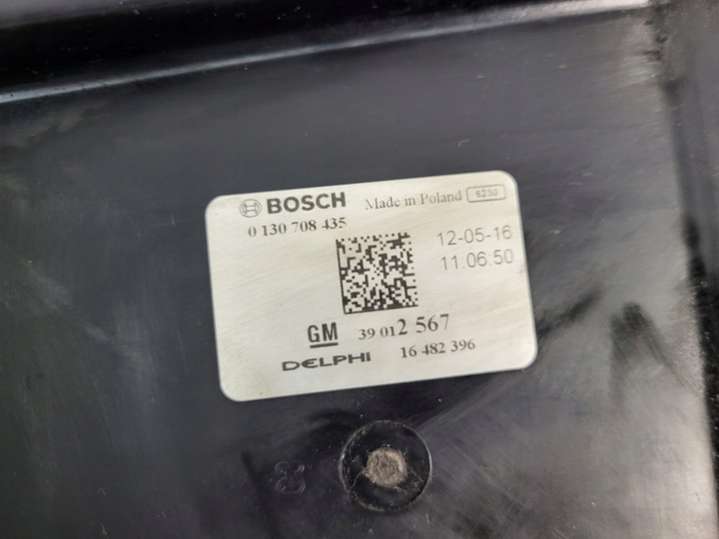 BOSCH Made in Poland 6250
0 130 708 435
12-05-16
11.06.50
GM 39 012 567
DELPHI 16 482 396